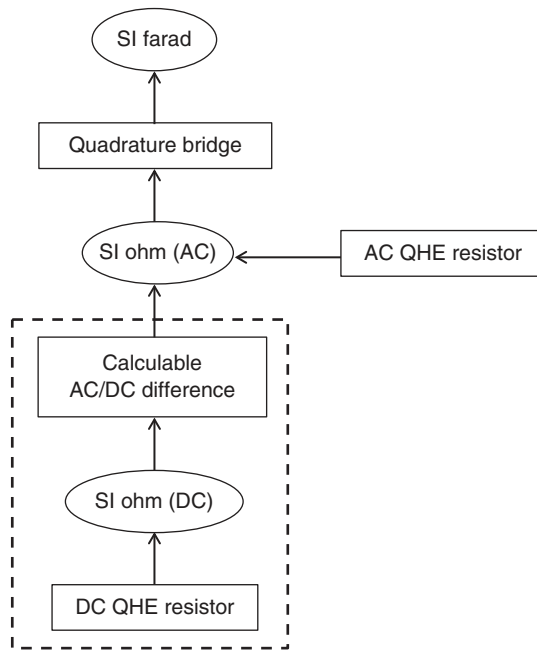 SI farad
Quadrature bridge
SI ohm (AC)
AC QHE resistor
Calculable
AC/DC difference
SI ohm (DC)
DC QHE resistor